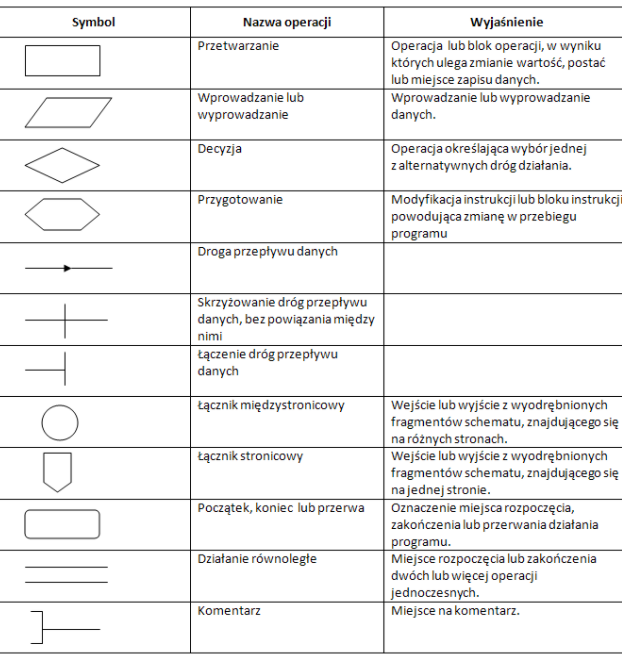 Symbol Nazwa operacji Wyjaśnienie
Przetwarzanie
Operacja lub blok operacji, w wyniku
których ulega zmianie wartość, postać
lub miejsce zapisu danych.
Wprowadzanie lub
wyprowadzanie
Wprowadzanie lub wyprowadzanie
danych.
Decyzja
Operacja określająca wybór jednej
z alternatywnych dróg działania.
Przygotowanie
Modyfikacja instrukcji lub bloku instrukcji
powodująca zmianę w przebiegu
programu
Droga przepływu danych
Skrzyżowanie dróg przepływu
danych, bez powiązania między
nimi
Łączenie dróg przepływu
danych
Łącznik międzystronicowy
Wejście lub wyjście z wyodrębnionych
fragmentów schematu, znajdującego się
na różnych stronach.
Łącznik stronicowy
Wejście lub wyjście z wyodrębnionych
fragmentów schematu, znajdującego się
na jednej stronie.
Początek, koniec lub przerwa
Oznaczenie miejsca rozpoczęcia,
zakończenia lub przerwania działania
programu.
Działanie równoległe
Miejsce rozpoczęcia lub zakończenia
dwóch lub więcej operacji
jednoczesnych.
Komentarz
Miejsce na komentarz.